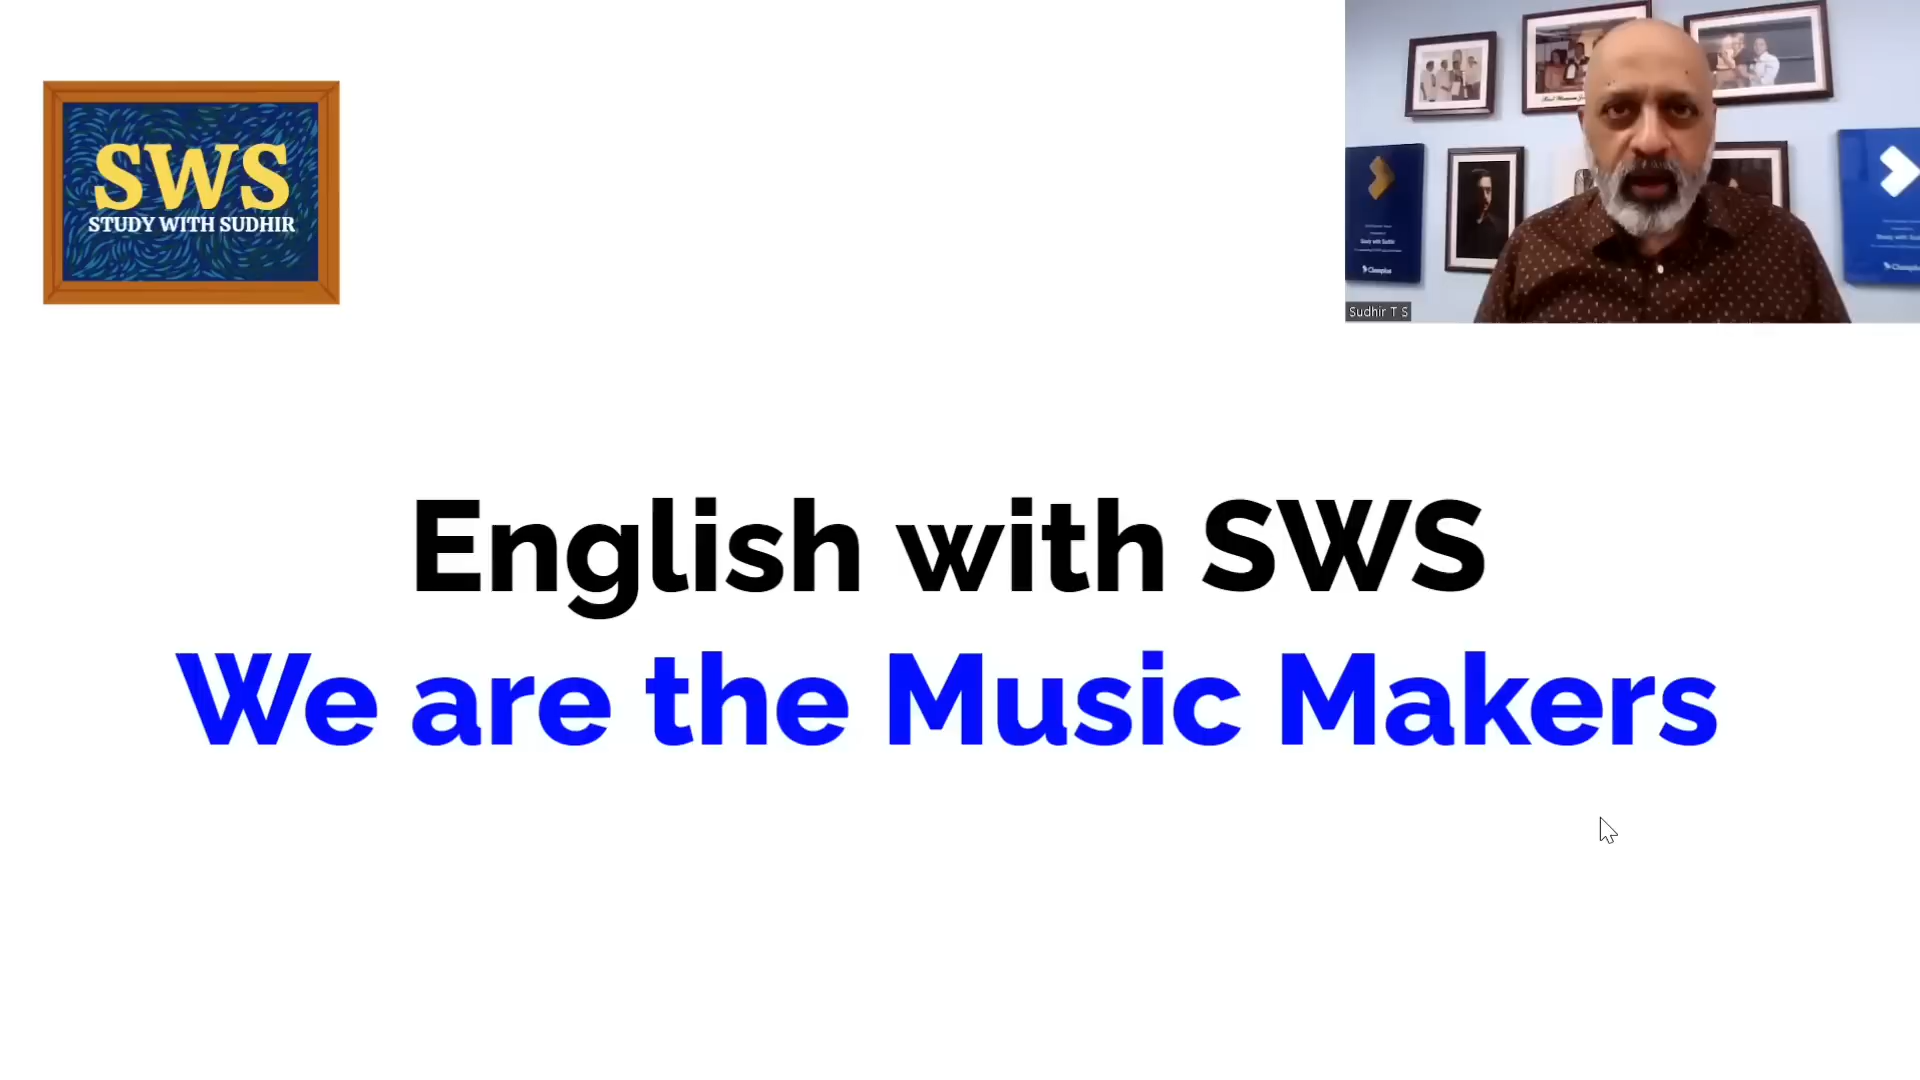 SWS
STUDY WITH SUDHIR
Sudhir T S
English with SWS
We are the Music Makers